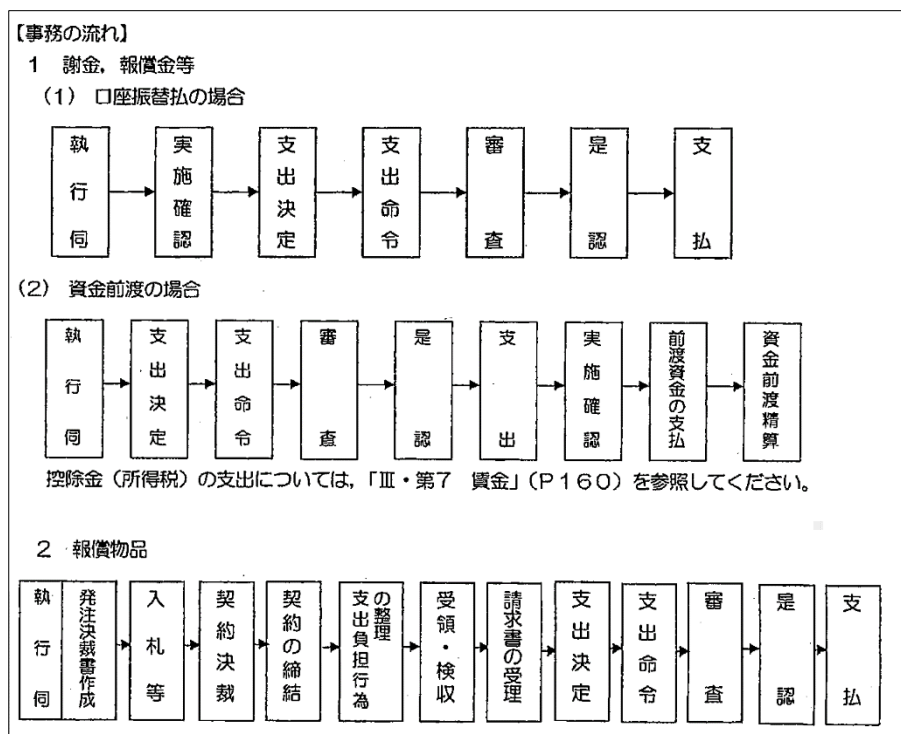 【事務の流れ】
1 謝金，報償金等
(1) 口座振替払の場合
執行伺
実施確認
支出決定
支出命令
審査
是認
支払
(2) 資金前渡の場合
執行伺
支出決定
支出命令
審査
是認
支出
実施確認
前渡資金の支払
資金前渡精算
控除金（所得税）の支出については，「Ⅲ・第7 賃金」（P160）を参照してください。
2 報償物品
執行伺
発注決裁書作成
入札等
契約決裁
契約の締結
支出負担行為の整理
受領・検収
請求書の受理
支出決定
支出命令
審査
是認
支払